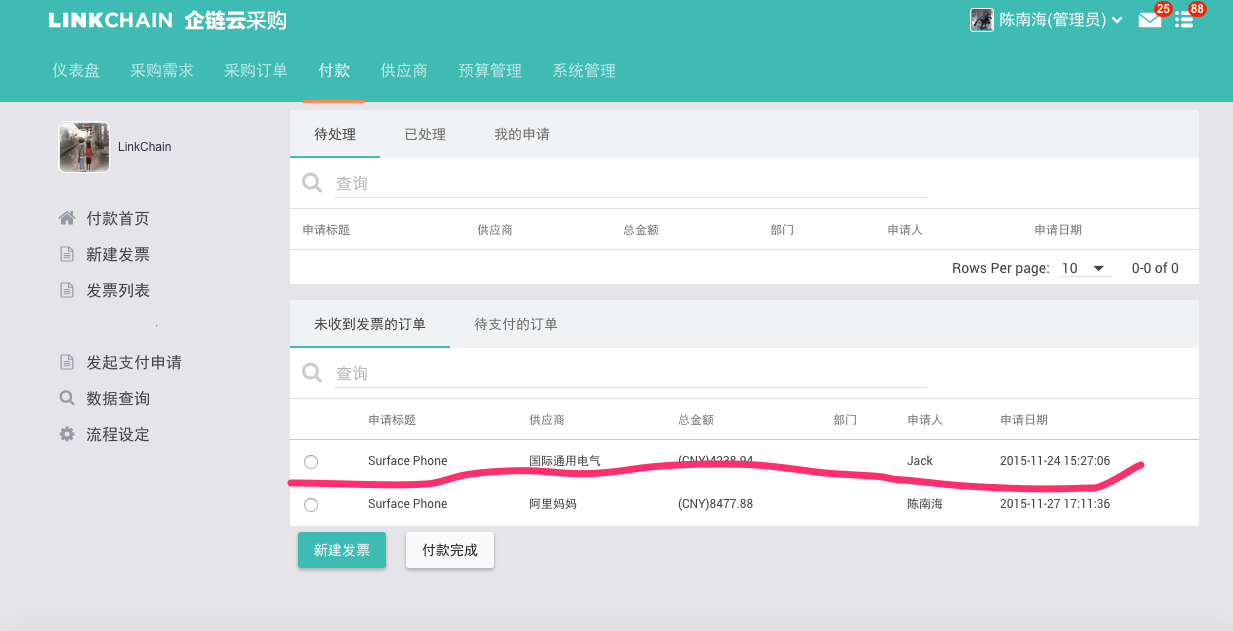 LINKCHAIN 企链云采购
陈南海(管理员) 25 88
仪表盘 采购需求 采购订单 付款 供应商 预算管理 系统管理
LinkChain
付款首页
新建发票
发票列表
发起支付申请
数据查询
流程设定
待处理 已处理 我的申请
查询
申请标题 供应商 总金额 部门 申请人 申请日期
Rows Per page: 10 0-0 of 0
未收到发票的订单 待支付的订单
查询
申请标题 供应商 总金额 部门 申请人 申请日期
Surface Phone 国际通用电气 (CNY)4238.94 Jack 2015-11-24 15:27:06
Surface Phone 阿里妈妈 (CNY)8477.88 陈南海 2015-11-27 17:11:36
新建发票 付款完成